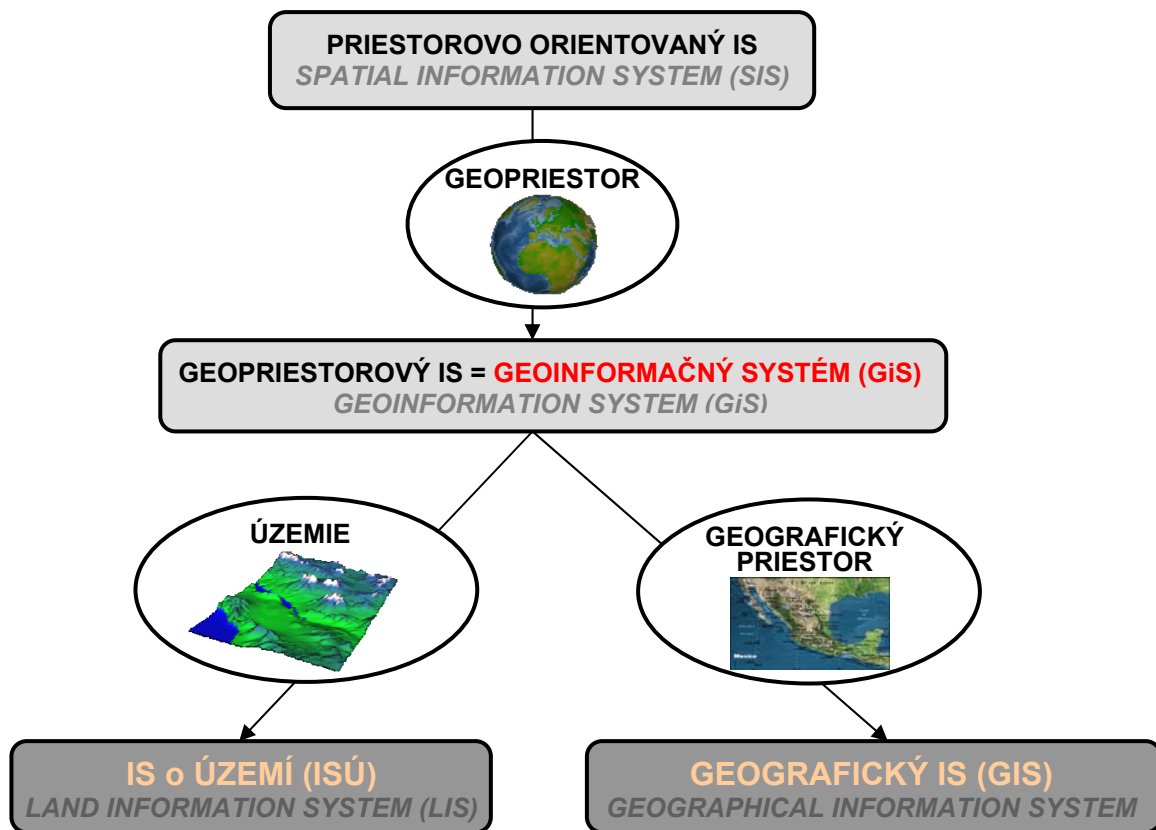 PRIESTOROVO ORIENTOVANÝ IS
SPATIAL INFORMATION SYSTEM (SIS)
GEOPRIESTOR
GEOPRIESTOROVÝ IS = GEOINFORMAČNÝ SYSTÉM (GiS)
GEOINFORMATION SYSTEM (GiS)
ÚZEMIE
GEOGRAFICKÝ
PRIESTOR
Mexico
IS o ÚZEMÍ (ISÚ)
LAND INFORMATION SYSTEM (LIS)
GEOGRAFICKÝ IS (GIS)
GEOGRAPHICAL INFORMATION SYSTEM